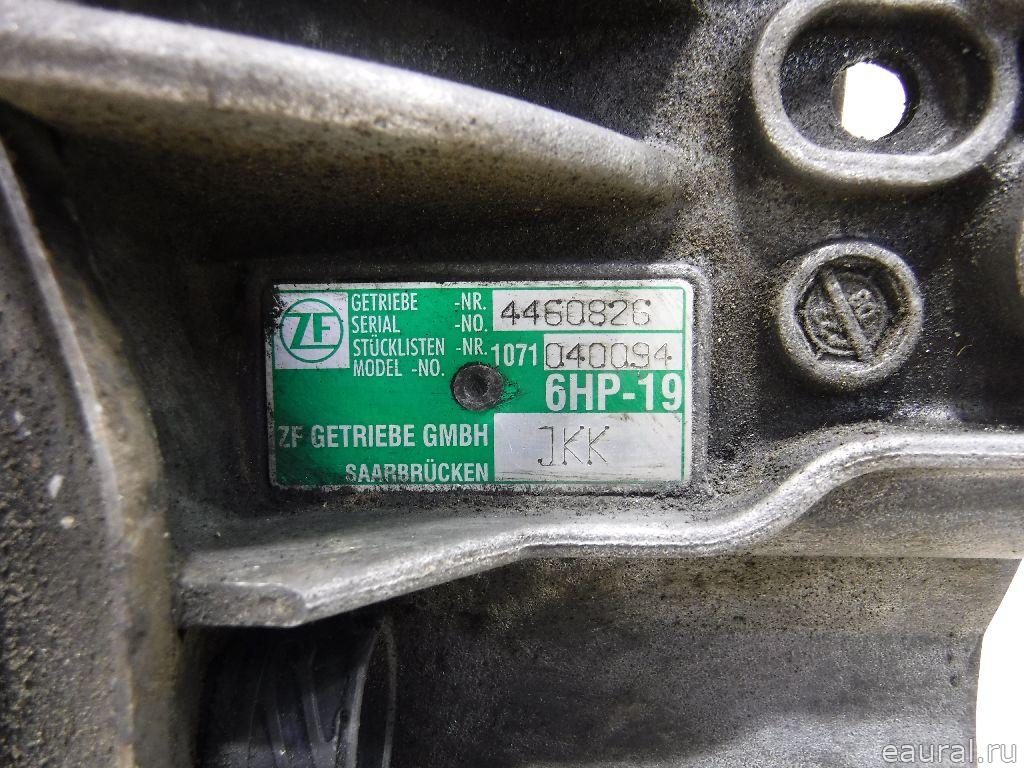 ZF
GETRIEBE -NR. 4460826
SERIAL -NO.
STÜCKLISTEN -NR. 1071 040094
MODEL -NO.
6HP-19
ZF GETRIEBE GMBH JKK
SAARBRÜCKEN
eaural.ru